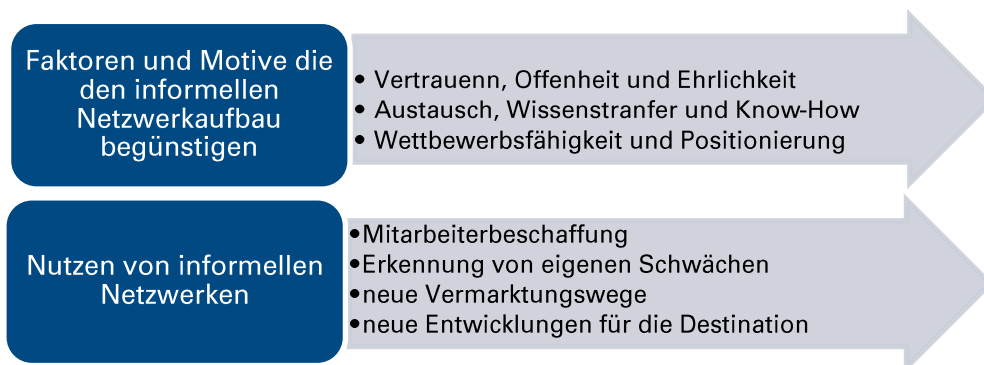 Faktoren und Motive die
den informellen
Netzwerkaufbau
begünstigen
• Vertrauenn, Offenheit und Ehrlichkeit
• Austausch, Wissenstranfer und Know-How
• Wettbewerbsfähigkeit und Positionierung
Nutzen von informellen
Netzwerken
•Mitarbeiterbeschaffung
•Erkennung von eigenen Schwächen
•neue Vermarktungswege
•neue Entwicklungen für die Destination